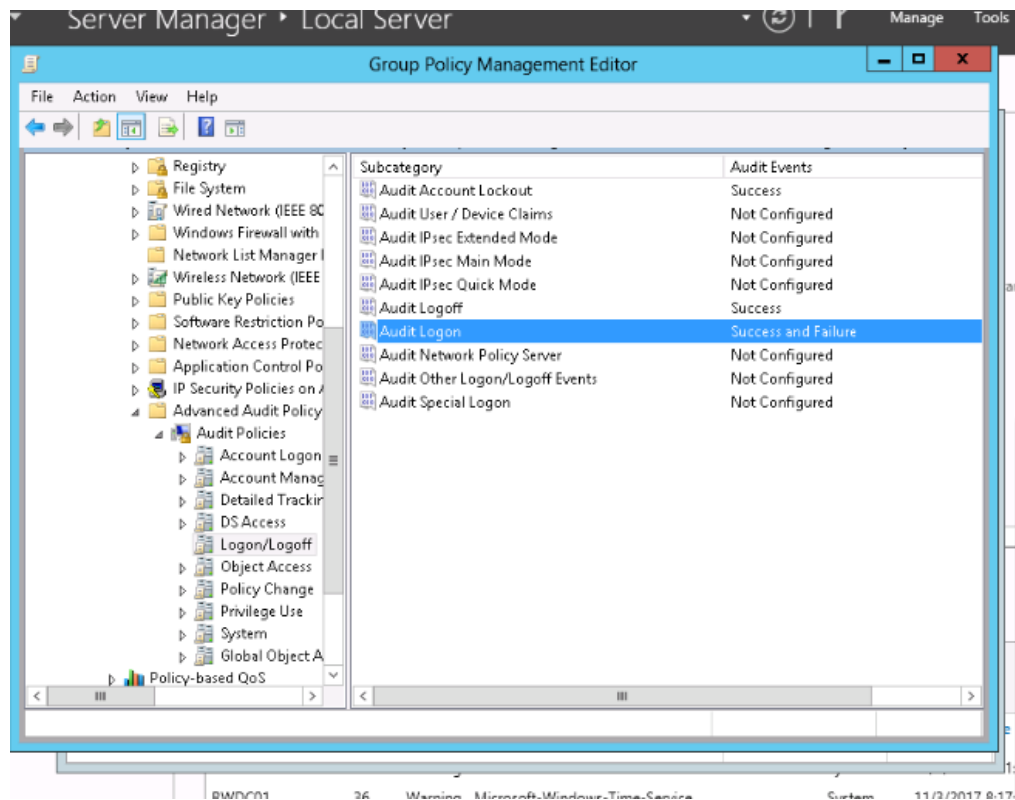 Server Manager ‣ Local Server
Manage Tools
Group Policy Management Editor
File Action View Help
Registry
File System
Wired Network (IEEE 80
Windows Firewall with
Network List Manager
Wireless Network (IEEE
Public Key Policies
Software Restriction Po
Network Access Protec
Application Control Po
IP Security Policies on
Advanced Audit Policy
Audit Policies
Account Logon
Account Manag
Detailed Trackin
DS Access
Logon/Logoff
Object Access
Policy Change
Privilege Use
System
Global Object A
Policy-based QoS
Subcategory Audit Events
Audit Account Lockout Success
Audit User / Device Claims Not Configured
Audit IPsec Extended Mode Not Configured
Audit IPsec Main Mode Not Configured
Audit IPsec Quick Mode Not Configured
Audit Logoff Success
Audit Logon Success and Failure
Audit Network Policy Server Not Configured
Audit Other Logon/Logoff Events Not Configured
Audit Special Logon Not Configured
RWDC01 36 Warning Microsoft-Windows-Time-Service System 11/3/2017 8:17: